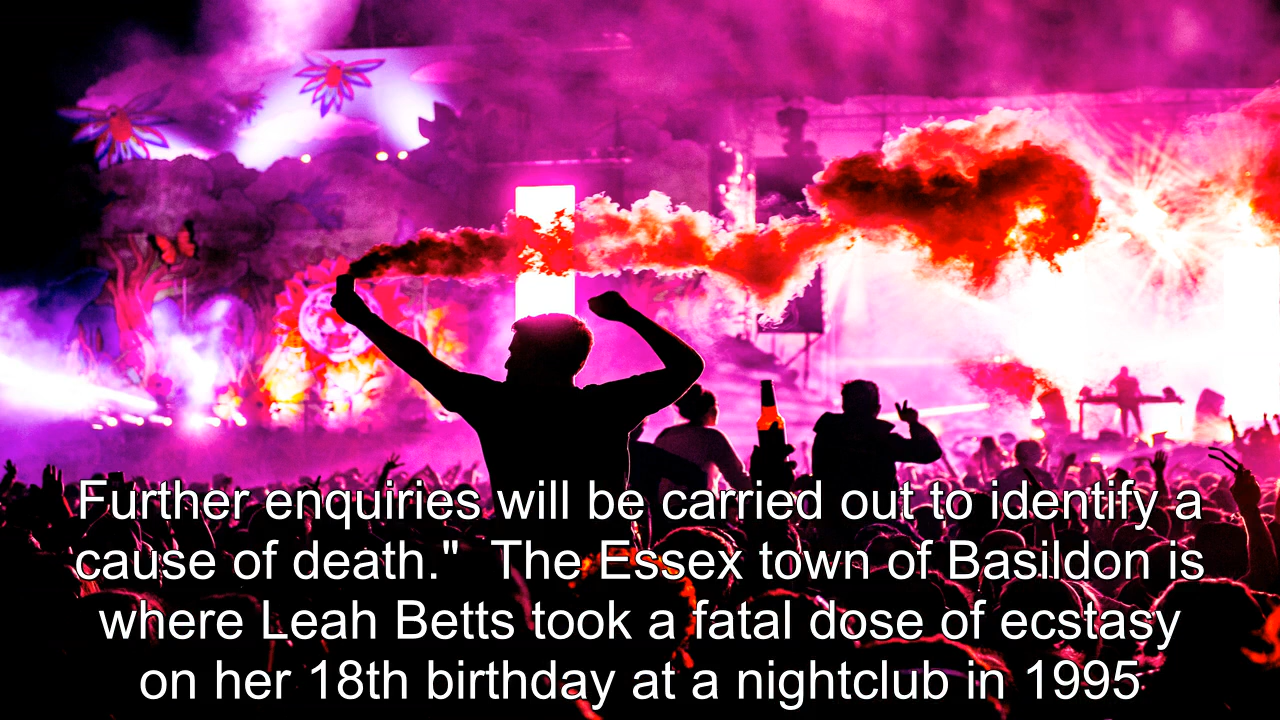 Further enquiries will be carried out to identify a
cause of death."  The Essex town of Basildon is
where Leah Betts took a fatal dose of ecstasy
on her 18th birthday at a nightclub in 1995